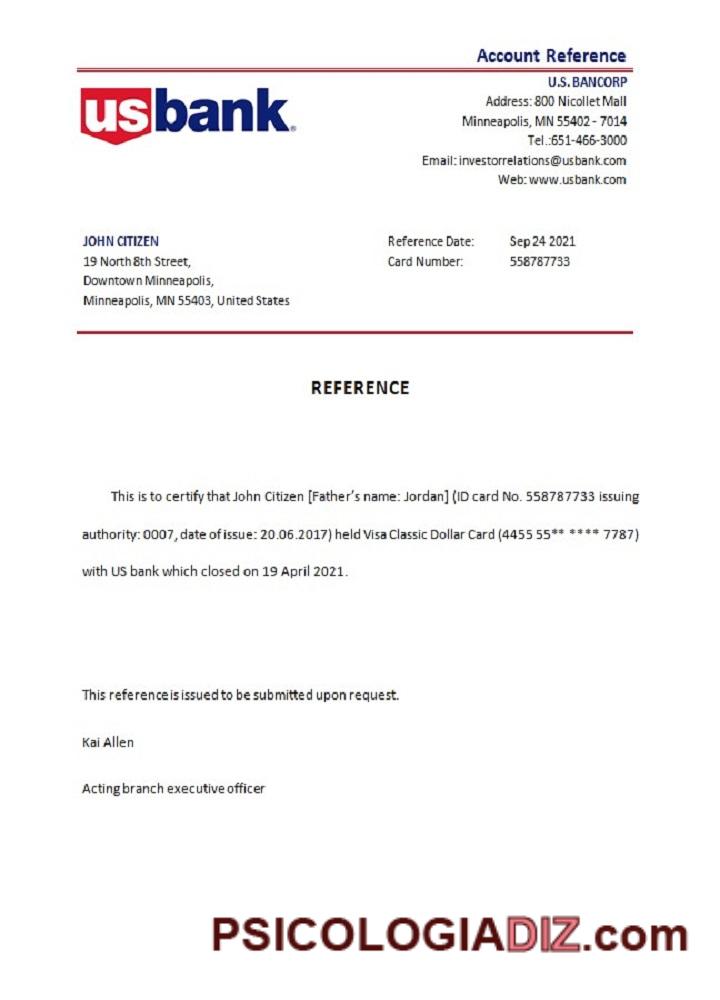 Account Reference
usbank
U.S. BANCORP
Address: 800 Nicollet Mall
Minneapolis, MN 55402 - 7014
Tel.:651-466-3000
Email: investorrelations@usbank.com
Web: www.usbank.com
JOHN CITIZEN
19 North 8th Street,
Downtown Minneapolis,
Minneapolis, MN 55403, United States
Reference Date: Sep 24 2021
Card Number: 558787733
REFERENCE
This is to certify that John Citizen [Father’s name: Jordan] (ID card No. 558787733 issuing
authority: 0007, date of issue: 20.06.2017) held Visa Classic Dollar Card (4455 55** **** 7787)
with US bank which closed on 19 April 2021.
This reference is issued to be submitted upon request.
Kai Allen
Acting branch executive officer
PSICOLOGIADIZ.com